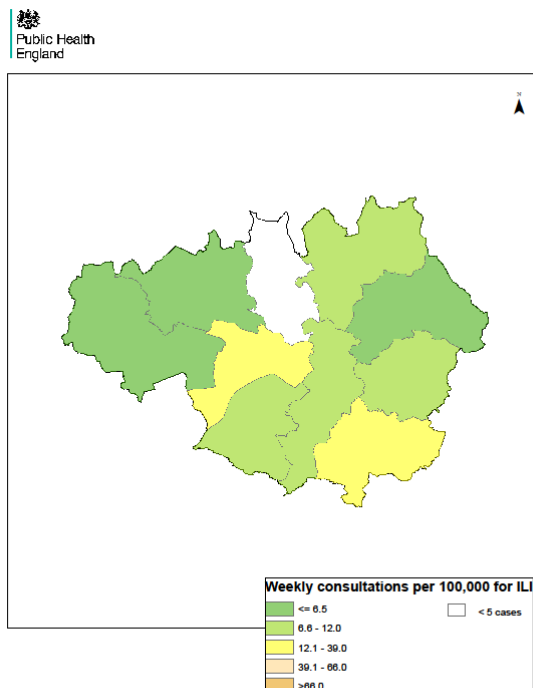 Public Health
England
Weekly consultations per 100,000 for ILI
<= 6.5
< 5 cases
6.6 - 12.0
12.1 - 39.0
39.1 - 66.0
>66.0